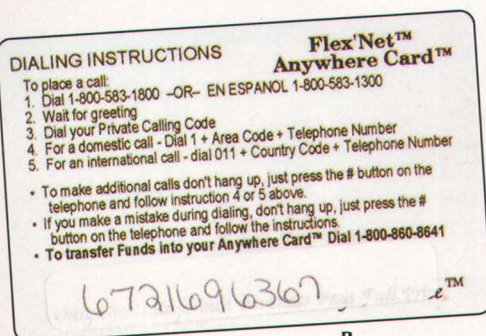 DIALING INSTRUCTIONS
Flex'Net™
Anywhere Card™
To place a call:
1. Dial 1-800-583-1800 –OR– EN ESPANOL 1-800-583-1300
2. Wait for greeting
3. Dial your Private Calling Code
4. For a domestic call - Dial 1 + Area Code + Telephone Number
5. For an international call - dial 011 + Country Code + Telephone Number
• To make additional calls don't hang up, just press the # button on the
telephone and follow instruction 4 or 5 above.
• If you make a mistake during dialing, don't hang up, just press the #
button on the telephone and follow the instructions.
• To transfer Funds into your Anywhere Card™ Dial 1-800-860-8641
Pays Full Price
e™